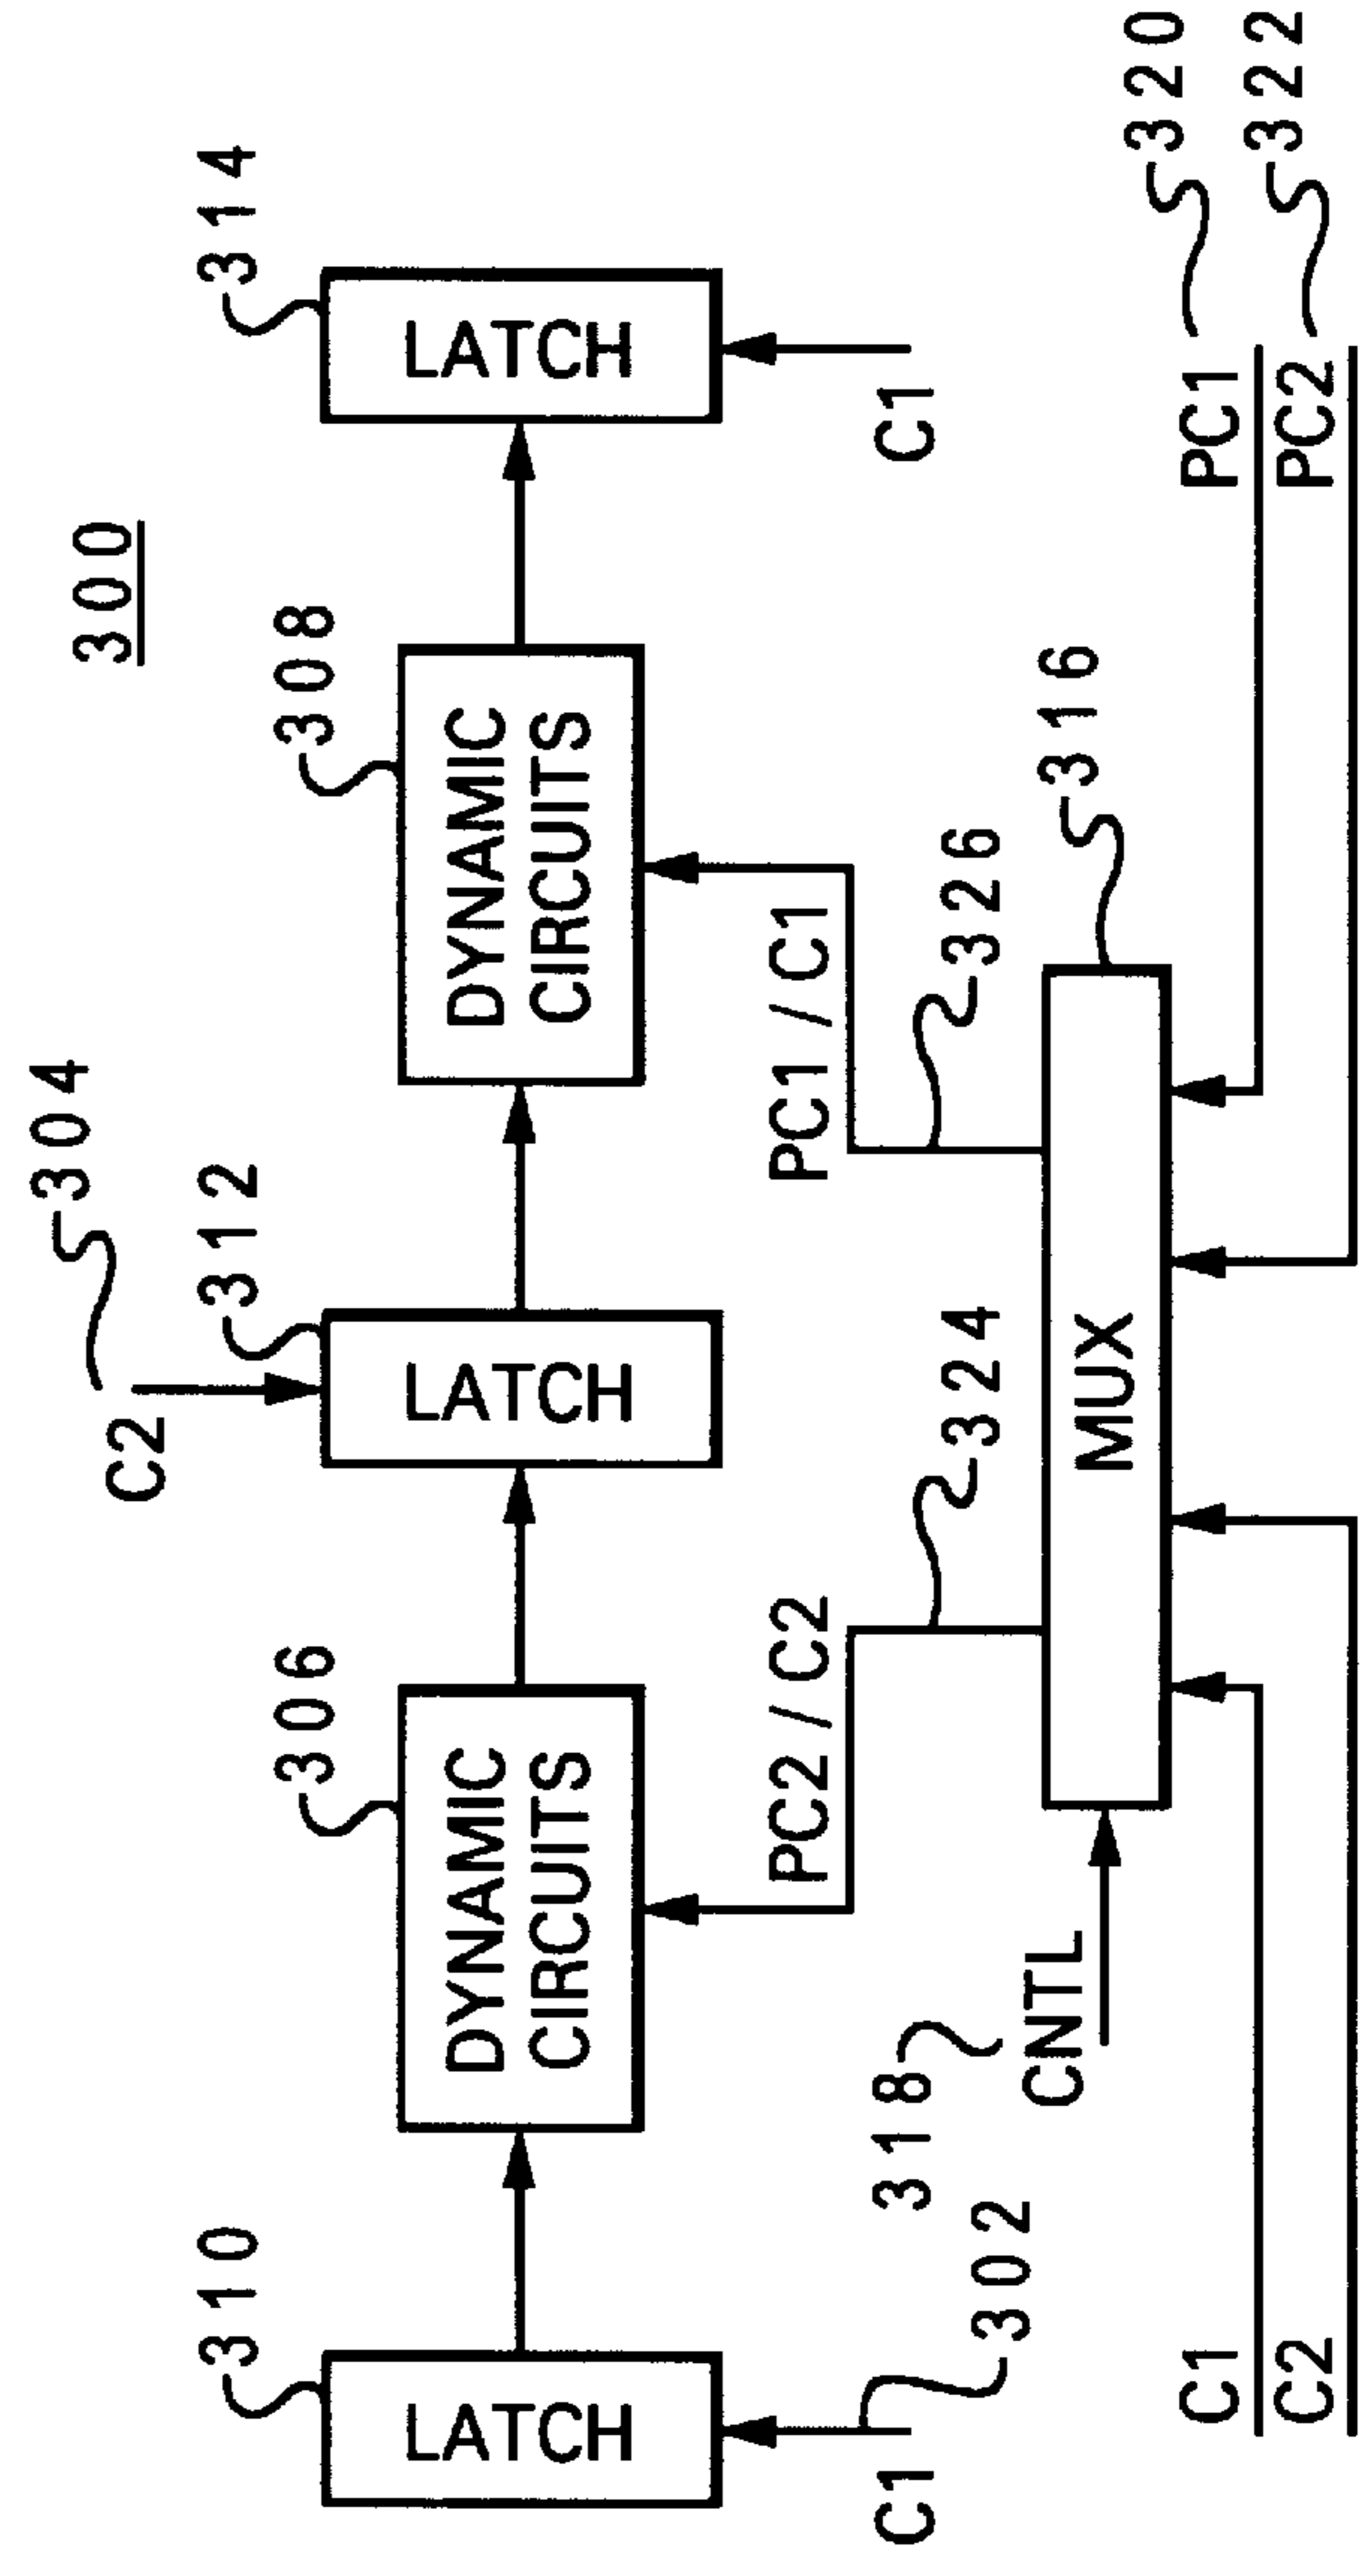 300
304
310
306
312
308
314
C2
LATCH
DYNAMIC
CIRCUITS
LATCH
DYNAMIC
CIRCUITS
LATCH
C1
302
318
CNTL
PC2 / C2
324
PC1 / C1
326
C1
MUX
316
C1
C2
PC1
320
PC2
322